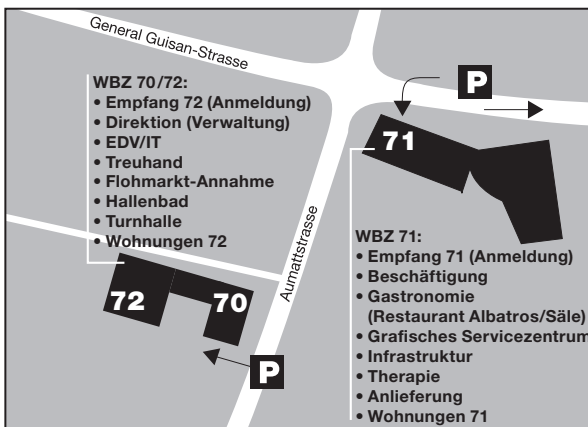 General Guisan-Strasse
WBZ 70/72:
• Empfang 72 (Anmeldung)
• Direktion (Verwaltung)
• EDV/IT
• Treuhand
• Flohmarkt-Annahme
• Hallenbad
• Turnhalle
• Wohnungen 72
P
71
72
70
Aumattstrasse
P
WBZ 71:
• Empfang 71 (Anmeldung)
• Beschäftigung
• Gastronomie
(Restaurant Albatros/Säle)
• Grafisches Servicezentrum
• Infrastruktur
• Therapie
• Anlieferung
• Wohnungen 71